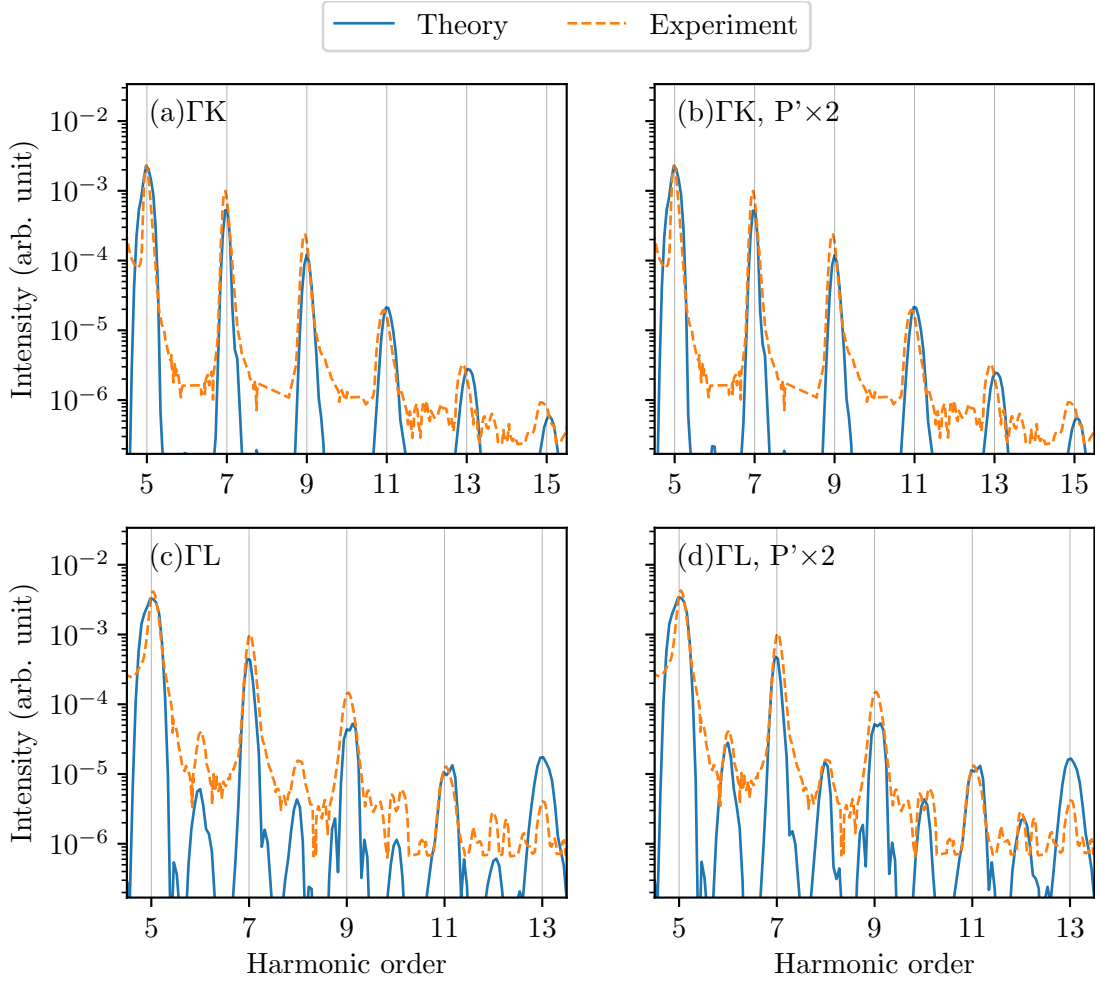 Theory Experiment
(a)ΓK
(b)ΓK, P'×2
Intensity (arb. unit)
10⁻²
10⁻³
10⁻⁴
10⁻⁵
10⁻⁶
5 7 9 11 13 15
5 7 9 11 13 15
(c)ΓL
(d)ΓL, P'×2
Intensity (arb. unit)
10⁻²
10⁻³
10⁻⁴
10⁻⁵
10⁻⁶
5 7 9 11 13
5 7 9 11 13
Harmonic order
Harmonic order